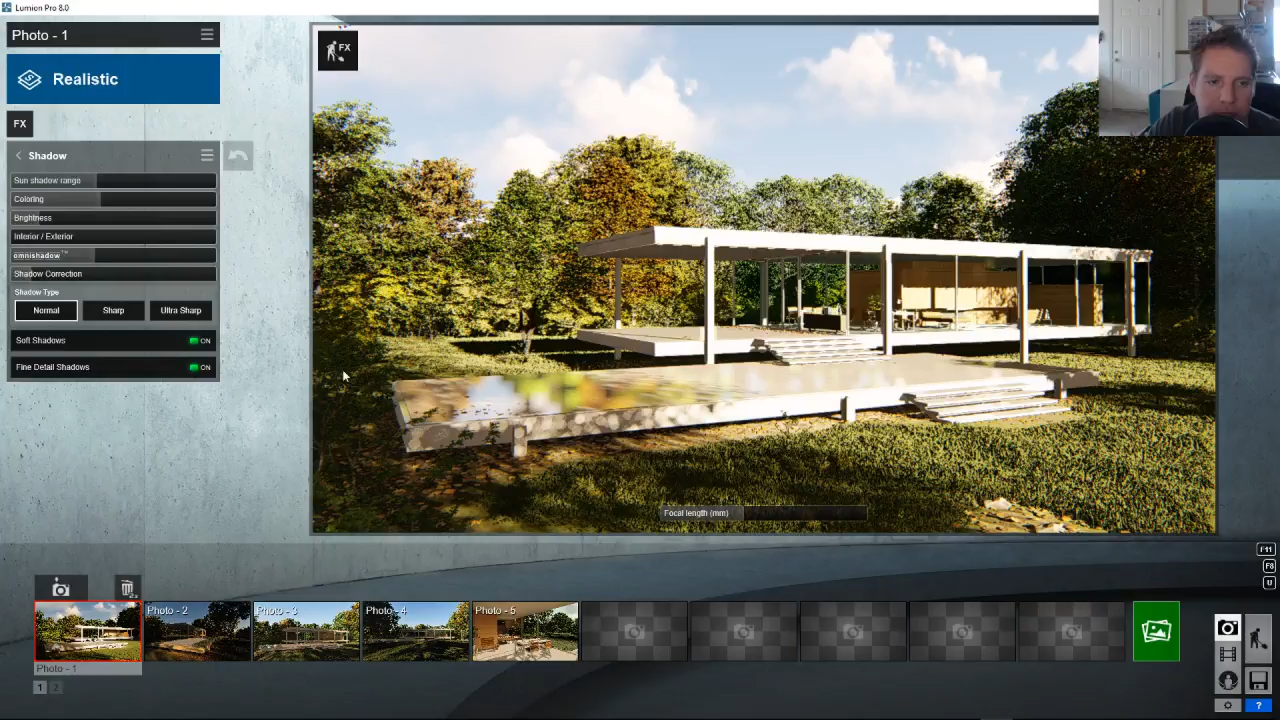 Lumion Pro 8.0
Photo - 1
Realistic
FX
Shadow
Sun shadow range
Coloring
Brightness
Interior / Exterior
omnishadow™
Shadow Correction
Shadow Type
Normal
Sharp
Ultra Sharp
Soft Shadows
ON
Fine Detail Shadows
ON
FX
Focal length (mm)
F11
F8
U
Photo - 2
Photo - 3
Photo - 4
Photo - 5
Photo - 1
1
2
?